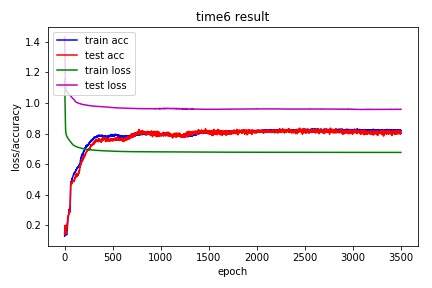 time6 result
train acc
test acc
train loss
test loss
1.4
1.2
1.0
0.8
0.6
0.4
0.2
loss/accuracy
0
500
1000
1500
2000
2500
3000
3500
epoch